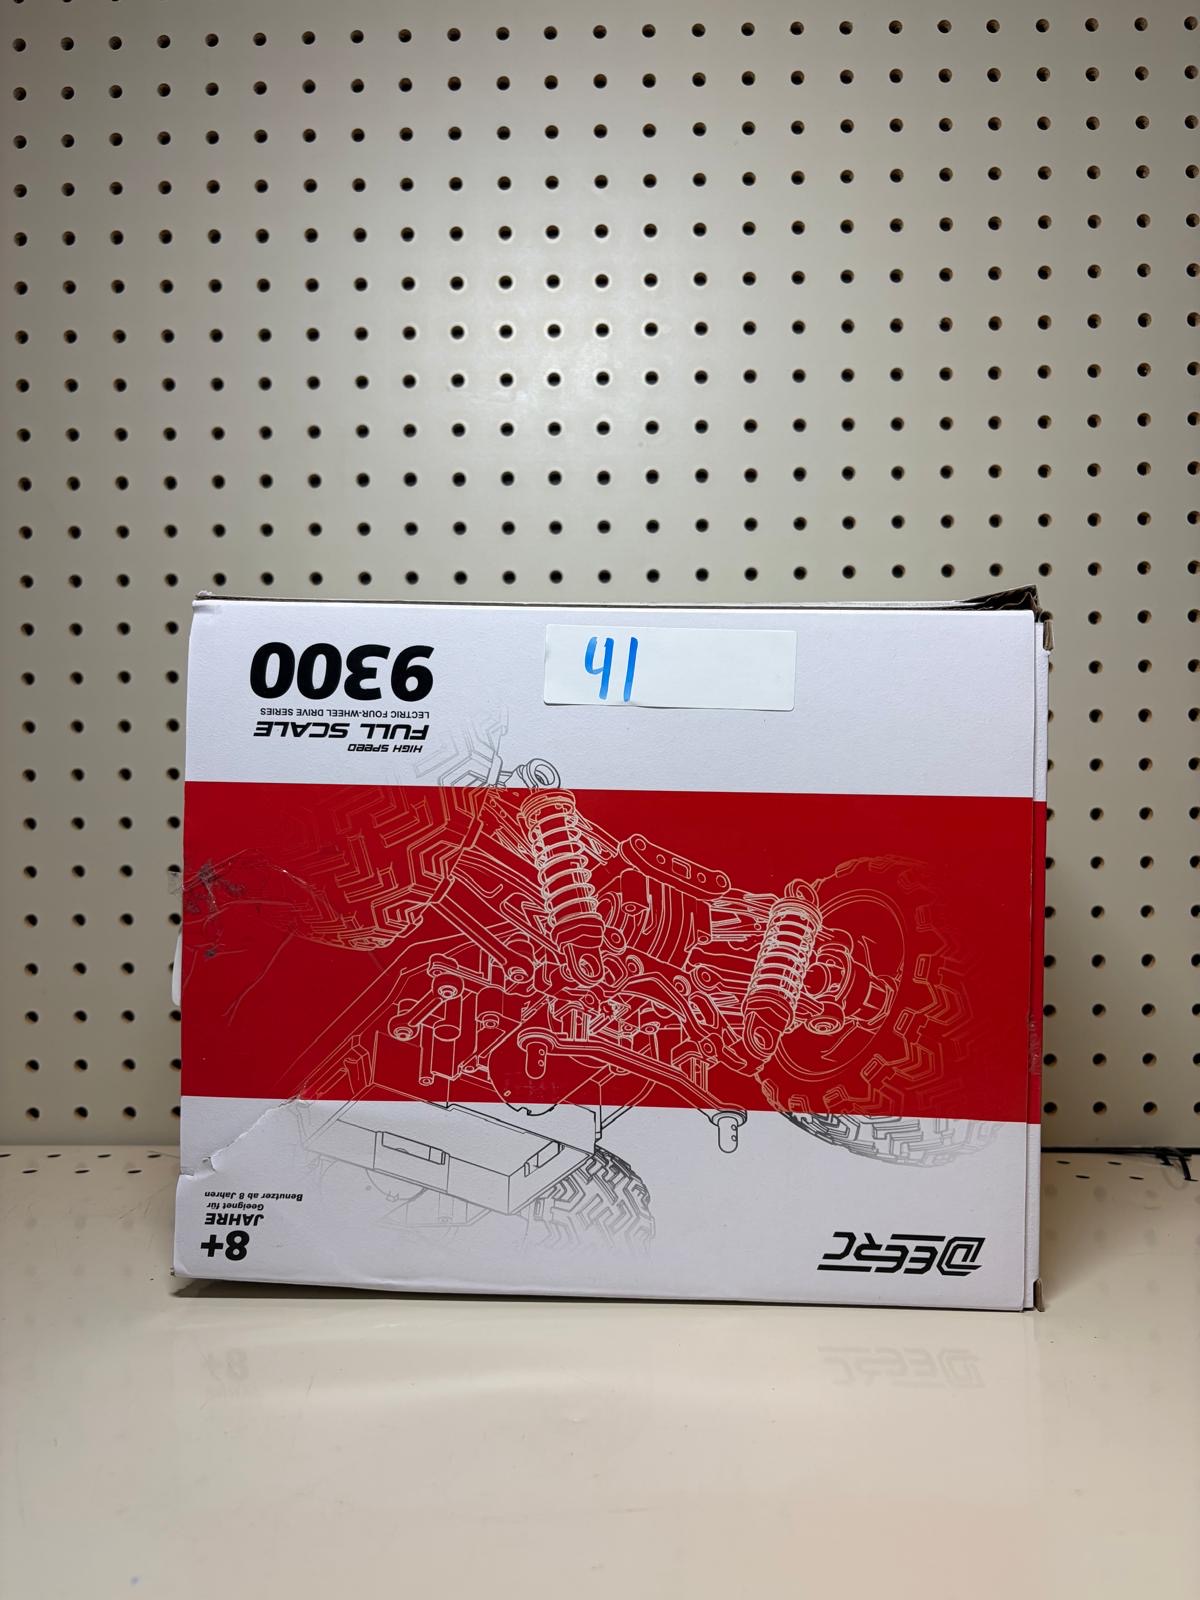 41
9300
LECTRIC FOUR-WHEEL DRIVE SERIES
FULL SCALE
HIGH SPEED
DEERC
8+
JAHRE
Geeignet für
Benutzer ab 8 Jahren